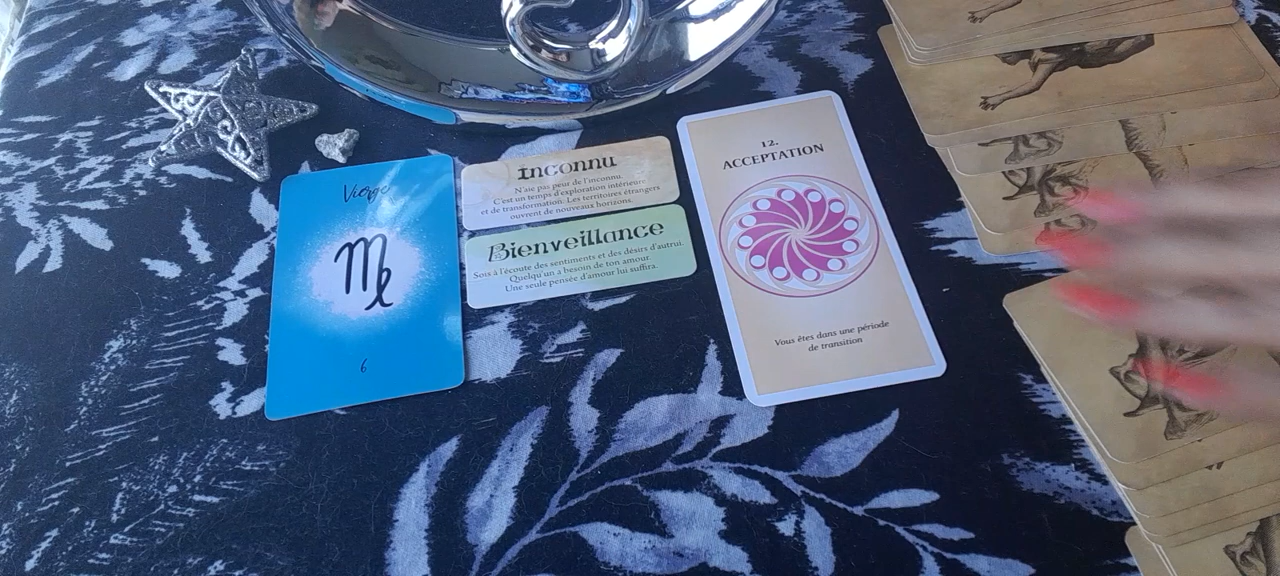 Vierge
6
Inconnu
N'aie pas peur de l'inconnu.
C'est un temps d'exploration intérieure
et de transformation. Les territoires étrangers
ouvrent de nouveaux horizons.
Bienveillance
Sois à l'écoute des sentiments et des désirs d'autrui.
Quelqu'un a besoin de ton amour.
Une seule pensée d'amour lui suffira.
12.
ACCEPTATION
Vous êtes dans une période
de transition